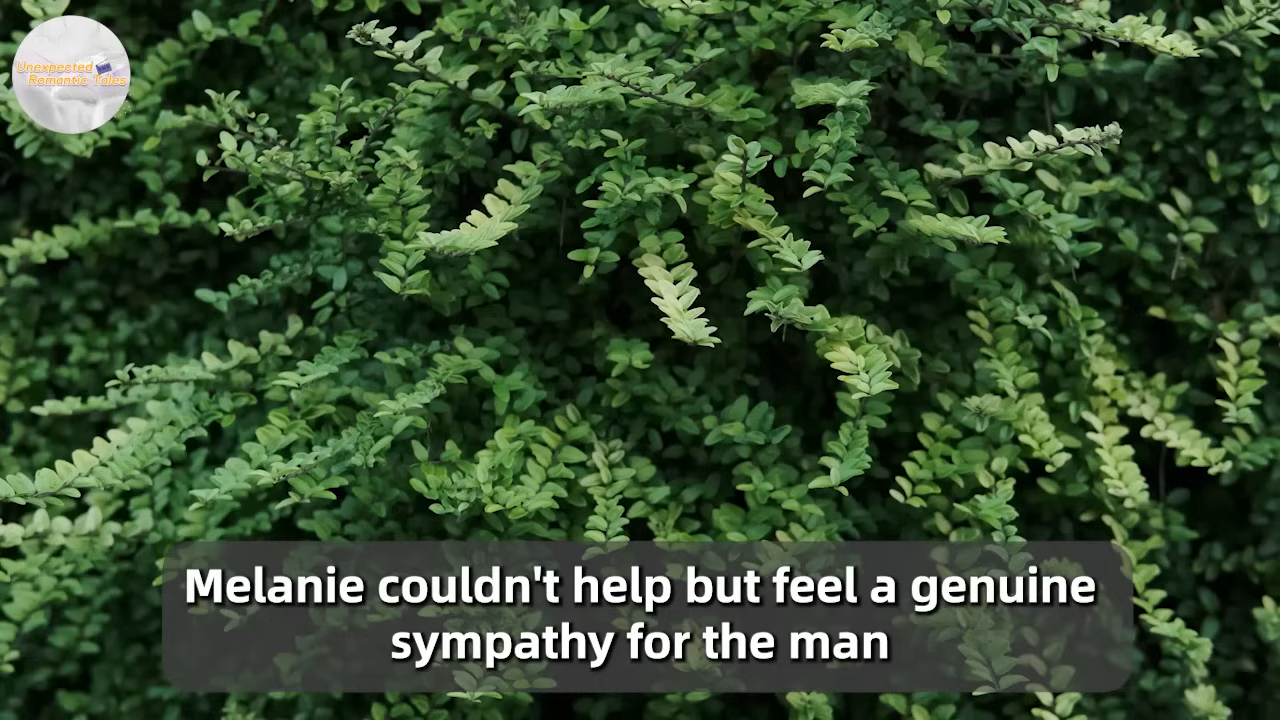 Unexpected
Romantic Tales
Melanie couldn't help but feel a genuine
sympathy for the man